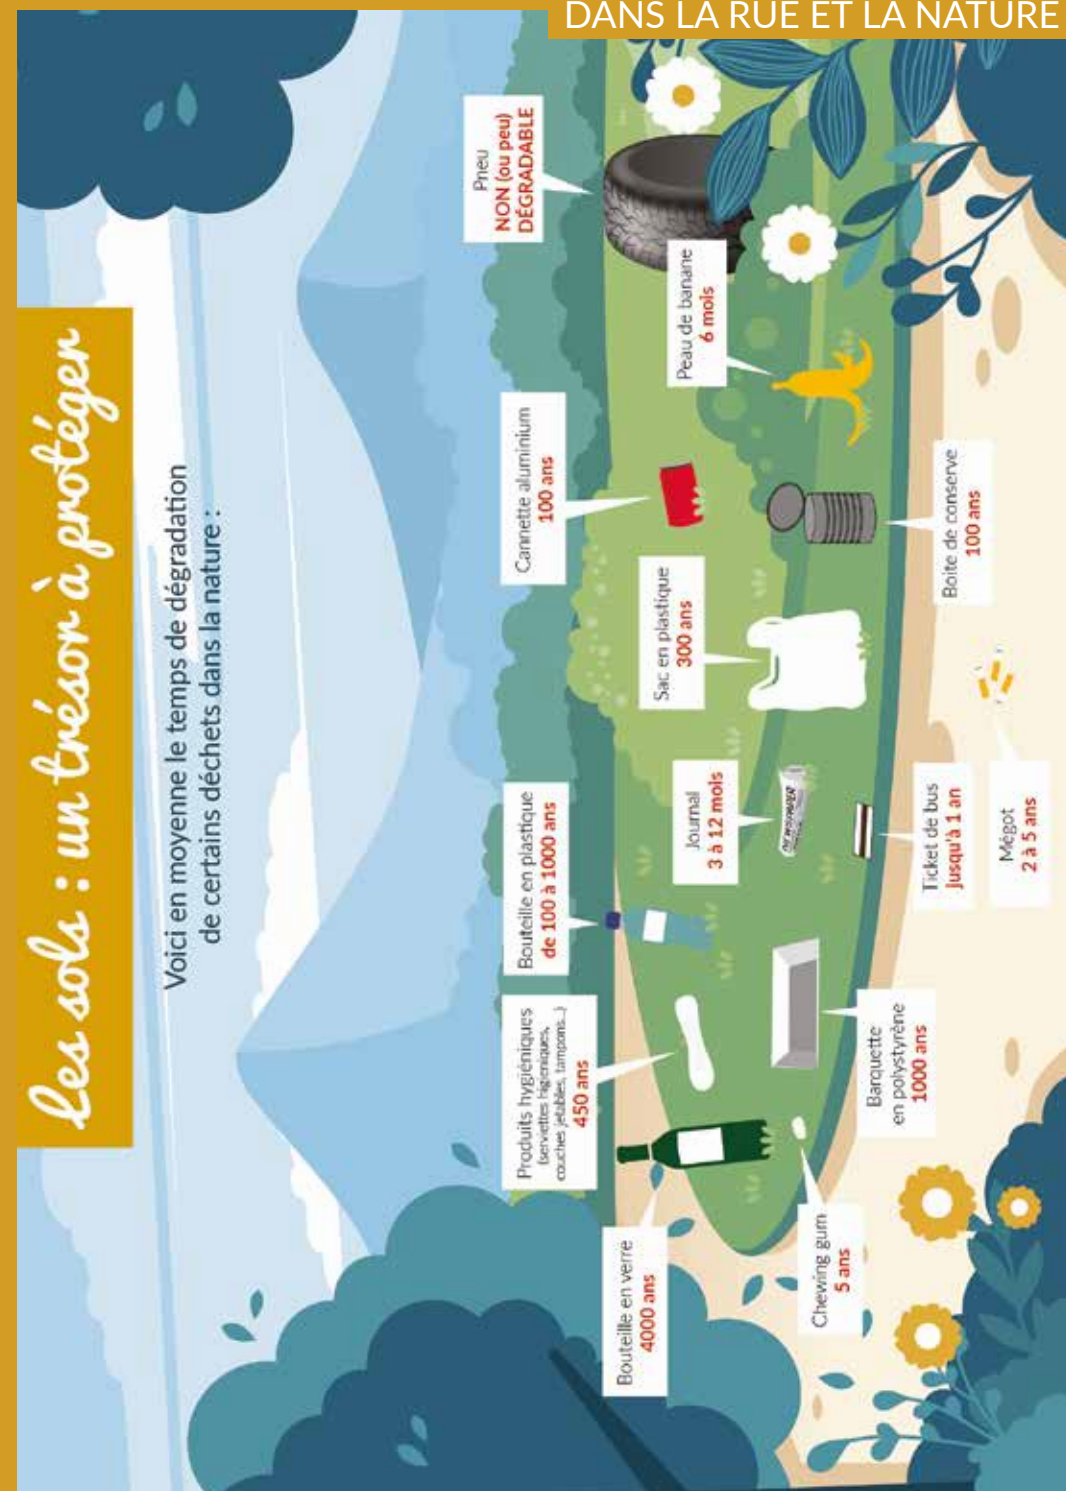 DANS LA RUE ET LA NATURE
Les sols : un trésor à protéger
Voici en moyenne le temps de dégradation
de certains déchets dans la nature :
Bouteille en verre
4000 ans
Produits hygiéniques
(serviettes higieniques,
couches jetables, tampons...)
450 ans
Bouteille en plastique
de 100 à 1000 ans
Cannette aluminium
100 ans
Pneu
NON (ou peu)
DÉGRADABLE
Journal
3 à 12 mois
NEWSPAPER
Sac en plastique
300 ans
Peau de banane
6 mois
Chewing gum
5 ans
Barquette
en polystyrène
1000 ans
Ticket de bus
Jusqu'à 1 an
Mégot
2 à 5 ans
Boite de conserve
100 ans